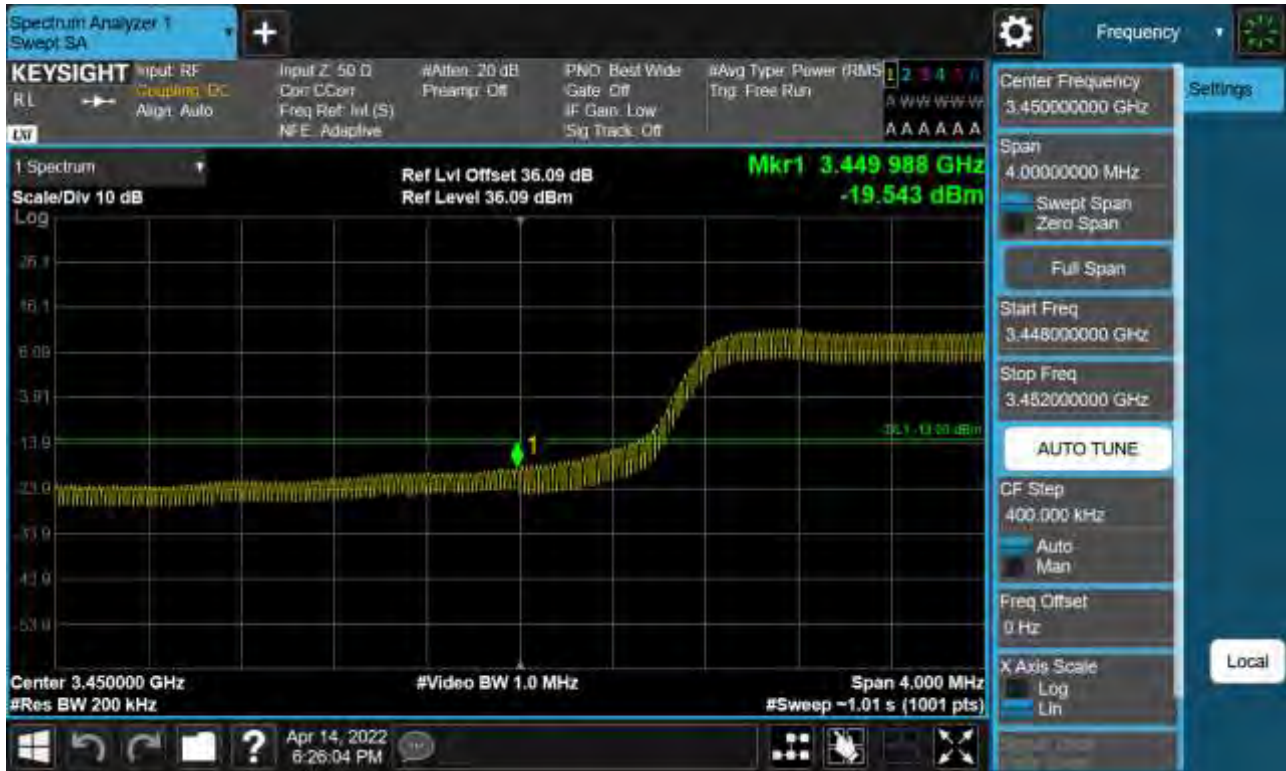 Spectrum Analyzer 1
Swept SA
Frequency
KEYSIGHT
RL
Input: RF
Coupling: DC
Align: Auto
Input Z: 50 Ω
Corr CCorr
Freq Ref: Int (S)
NFE: Adaptive
#Atten: 20 dB
Preamp: Off
PNO: Best Wide
Gate: Off
IF Gain: Low
Sig Track: Off
#Avg Type: Power (RMS
Trig: Free Run
1 2 3 4 5 6
A W W W W W
A A A A A A
LXI
1 Spectrum
Scale/Div 10 dB
Log
Ref Lvl Offset 36.09 dB
Ref Level 36.09 dBm
Mkr1 3.449 988 GHz
-19.543 dBm
26.1
16.1
6.09
-3.91
-13.9
-23.9
-33.9
-43.9
-53.9
1
DL1 -13.00 dBm
Center 3.450000 GHz
#Res BW 200 kHz
#Video BW 1.0 MHz
Span 4.000 MHz
#Sweep ~1.01 s (1001 pts)
Center Frequency
3.450000000 GHz
Settings
Span
4.00000000 MHz
Swept Span
Zero Span
Full Span
Start Freq
3.448000000 GHz
Stop Freq
3.452000000 GHz
AUTO TUNE
CF Step
400.000 kHz
Auto
Man
Freq Offset
0 Hz
X Axis Scale
Log
Lin
Local
Apr 14, 2022
6:26:04 PM